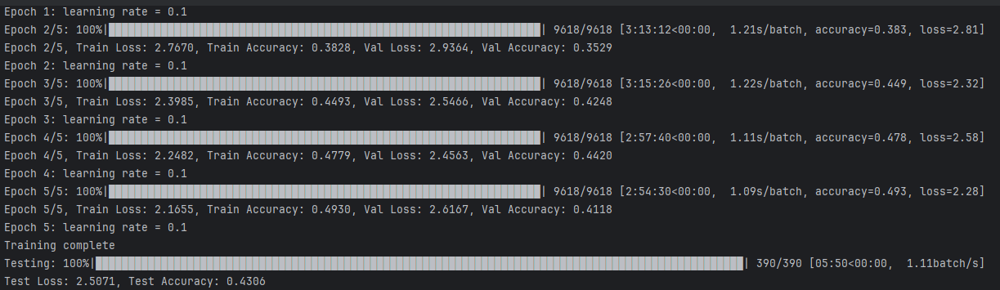 Epoch 1: learning rate = 0.1
Epoch 2/5: 100%| | 9618/9618 [3:13:12<00:00,  1.21s/batch, accuracy=0.383, loss=2.81]
Epoch 2/5, Train Loss: 2.7670, Train Accuracy: 0.3828, Val Loss: 2.9364, Val Accuracy: 0.3529
Epoch 2: learning rate = 0.1
Epoch 3/5: 100%| | 9618/9618 [3:15:26<00:00,  1.22s/batch, accuracy=0.449, loss=2.32]
Epoch 3/5, Train Loss: 2.3985, Train Accuracy: 0.4493, Val Loss: 2.5466, Val Accuracy: 0.4248
Epoch 3: learning rate = 0.1
Epoch 4/5: 100%| | 9618/9618 [2:57:40<00:00,  1.11s/batch, accuracy=0.478, loss=2.58]
Epoch 4/5, Train Loss: 2.2482, Train Accuracy: 0.4779, Val Loss: 2.4563, Val Accuracy: 0.4420
Epoch 4: learning rate = 0.1
Epoch 5/5: 100%| | 9618/9618 [2:54:30<00:00,  1.09s/batch, accuracy=0.493, loss=2.28]
Epoch 5/5, Train Loss: 2.1655, Train Accuracy: 0.4930, Val Loss: 2.6167, Val Accuracy: 0.4118
Epoch 5: learning rate = 0.1
Training complete
Testing: 100%| | 390/390 [05:50<00:00,  1.11batch/s]
Test Loss: 2.5071, Test Accuracy: 0.4306